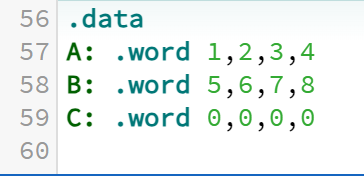 56 .data
57 A: .word 1,2,3,4
58 B: .word 5,6,7,8
59 C: .word 0,0,0,0
60